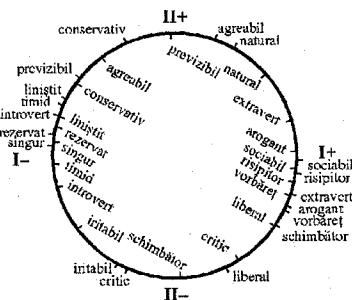 II+
conservativ
agreabil
natural
previzibil
previzibil
agreabil
natural
liniștit
timid
introvert
conservativ
extravert
rezervat
singur
I–
liniștit
rezervat
singur
timid
introvert
arogant
sociabil
risipitor
vorbăreț
I+
sociabil
risipitor
extravert
arogant
vorbăreț
schimbător
liberal
iritabil
schimbător
critic
iritabil
critic
liberal
II–